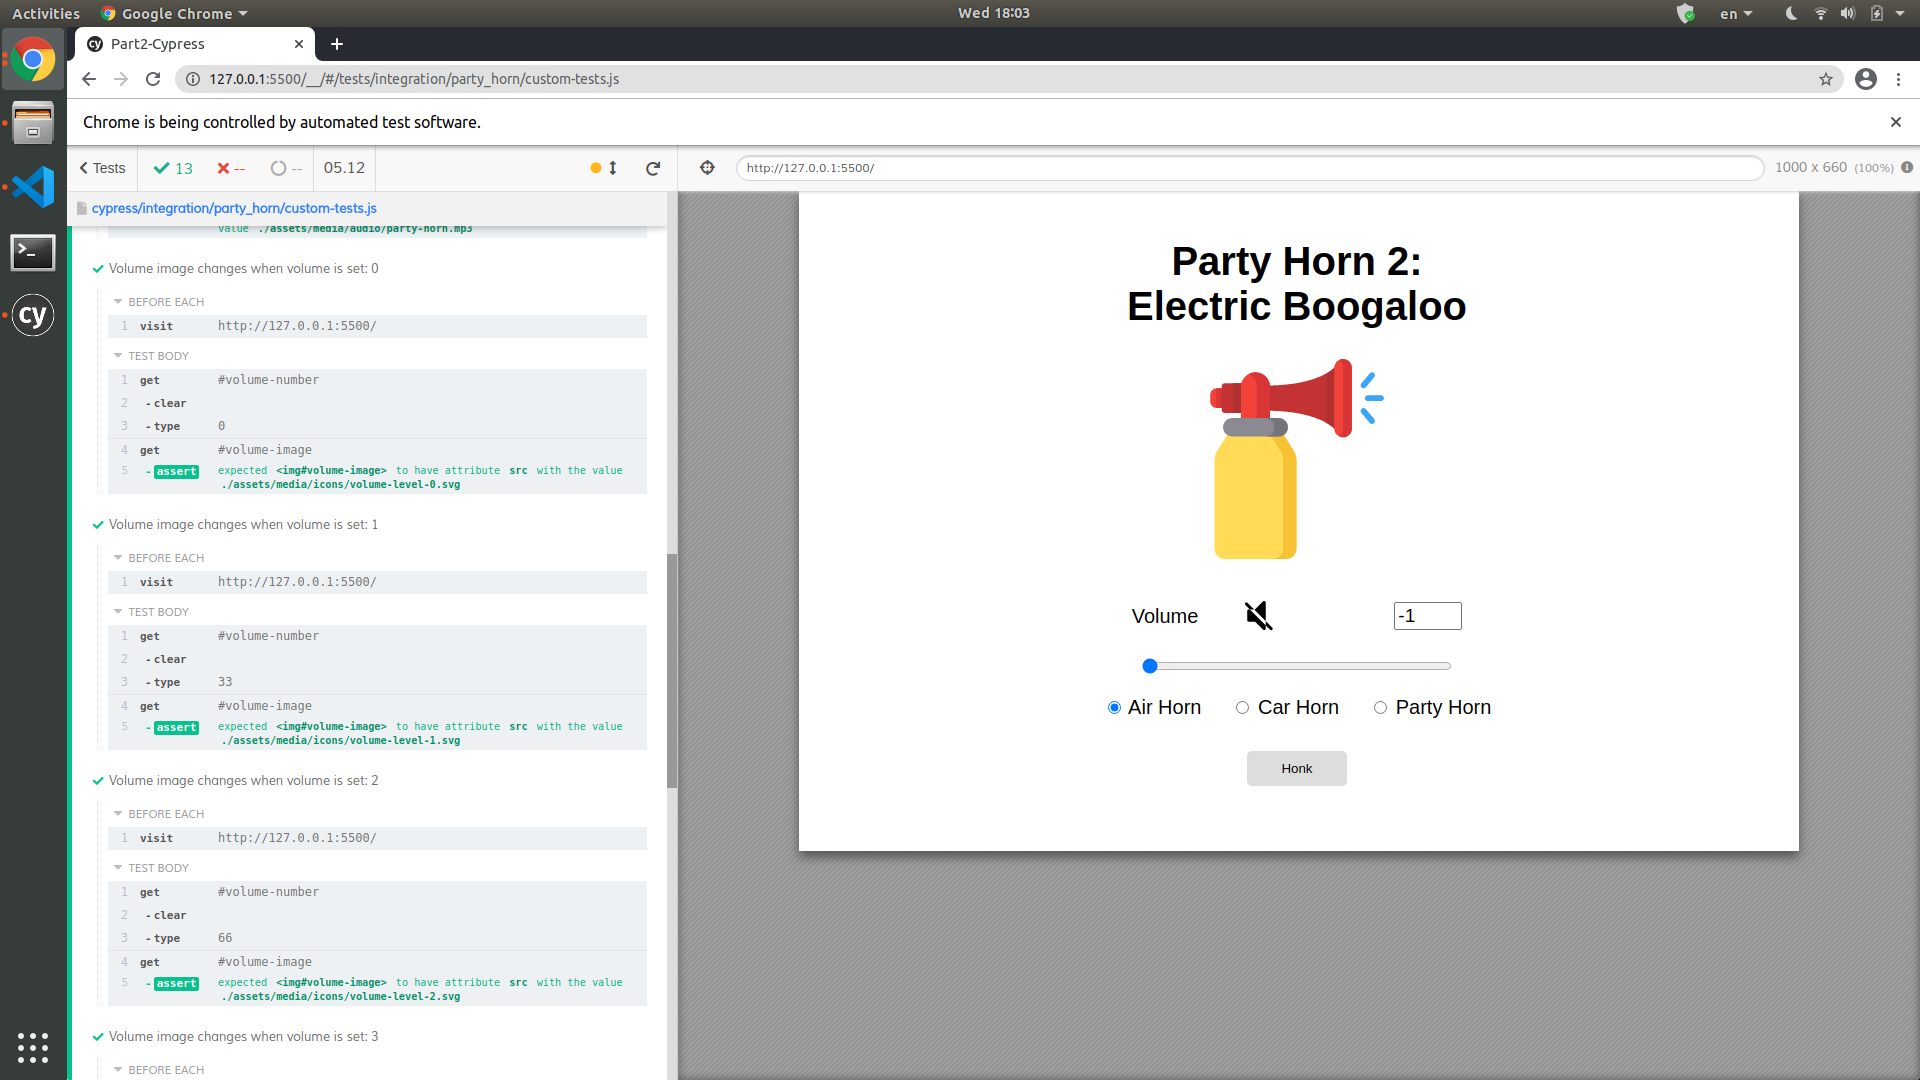 Activities Google Chrome Wed 18:03 en
cy Part2-Cypress
127.0.0.1:5500/__/#/tests/integration/party_horn/custom-tests.js
Chrome is being controlled by automated test software.
Tests 13 -- -- 05.12 http://127.0.0.1:5500/ 1000 x 660 (100%)
cypress/integration/party_horn/custom-tests.js
value ./assets/media/audio/party-horn.mp3
Volume image changes when volume is set: 0
BEFORE EACH
1 visit http://127.0.0.1:5500/
TEST BODY
1 get #volume-number
2 -clear
3 -type 0
4 get #volume-image
5 -assert expected <img#volume-image> to have attribute src with the value
./assets/media/icons/volume-level-0.svg
Volume image changes when volume is set: 1
BEFORE EACH
1 visit http://127.0.0.1:5500/
TEST BODY
1 get #volume-number
2 -clear
3 -type 33
4 get #volume-image
5 -assert expected <img#volume-image> to have attribute src with the value
./assets/media/icons/volume-level-1.svg
Volume image changes when volume is set: 2
BEFORE EACH
1 visit http://127.0.0.1:5500/
TEST BODY
1 get #volume-number
2 -clear
3 -type 66
4 get #volume-image
5 -assert expected <img#volume-image> to have attribute src with the value
./assets/media/icons/volume-level-2.svg
Volume image changes when volume is set: 3
BEFORE EACH
Party Horn 2:
Electric Boogaloo
Volume -1
Air Horn Car Horn Party Horn
Honk
cy